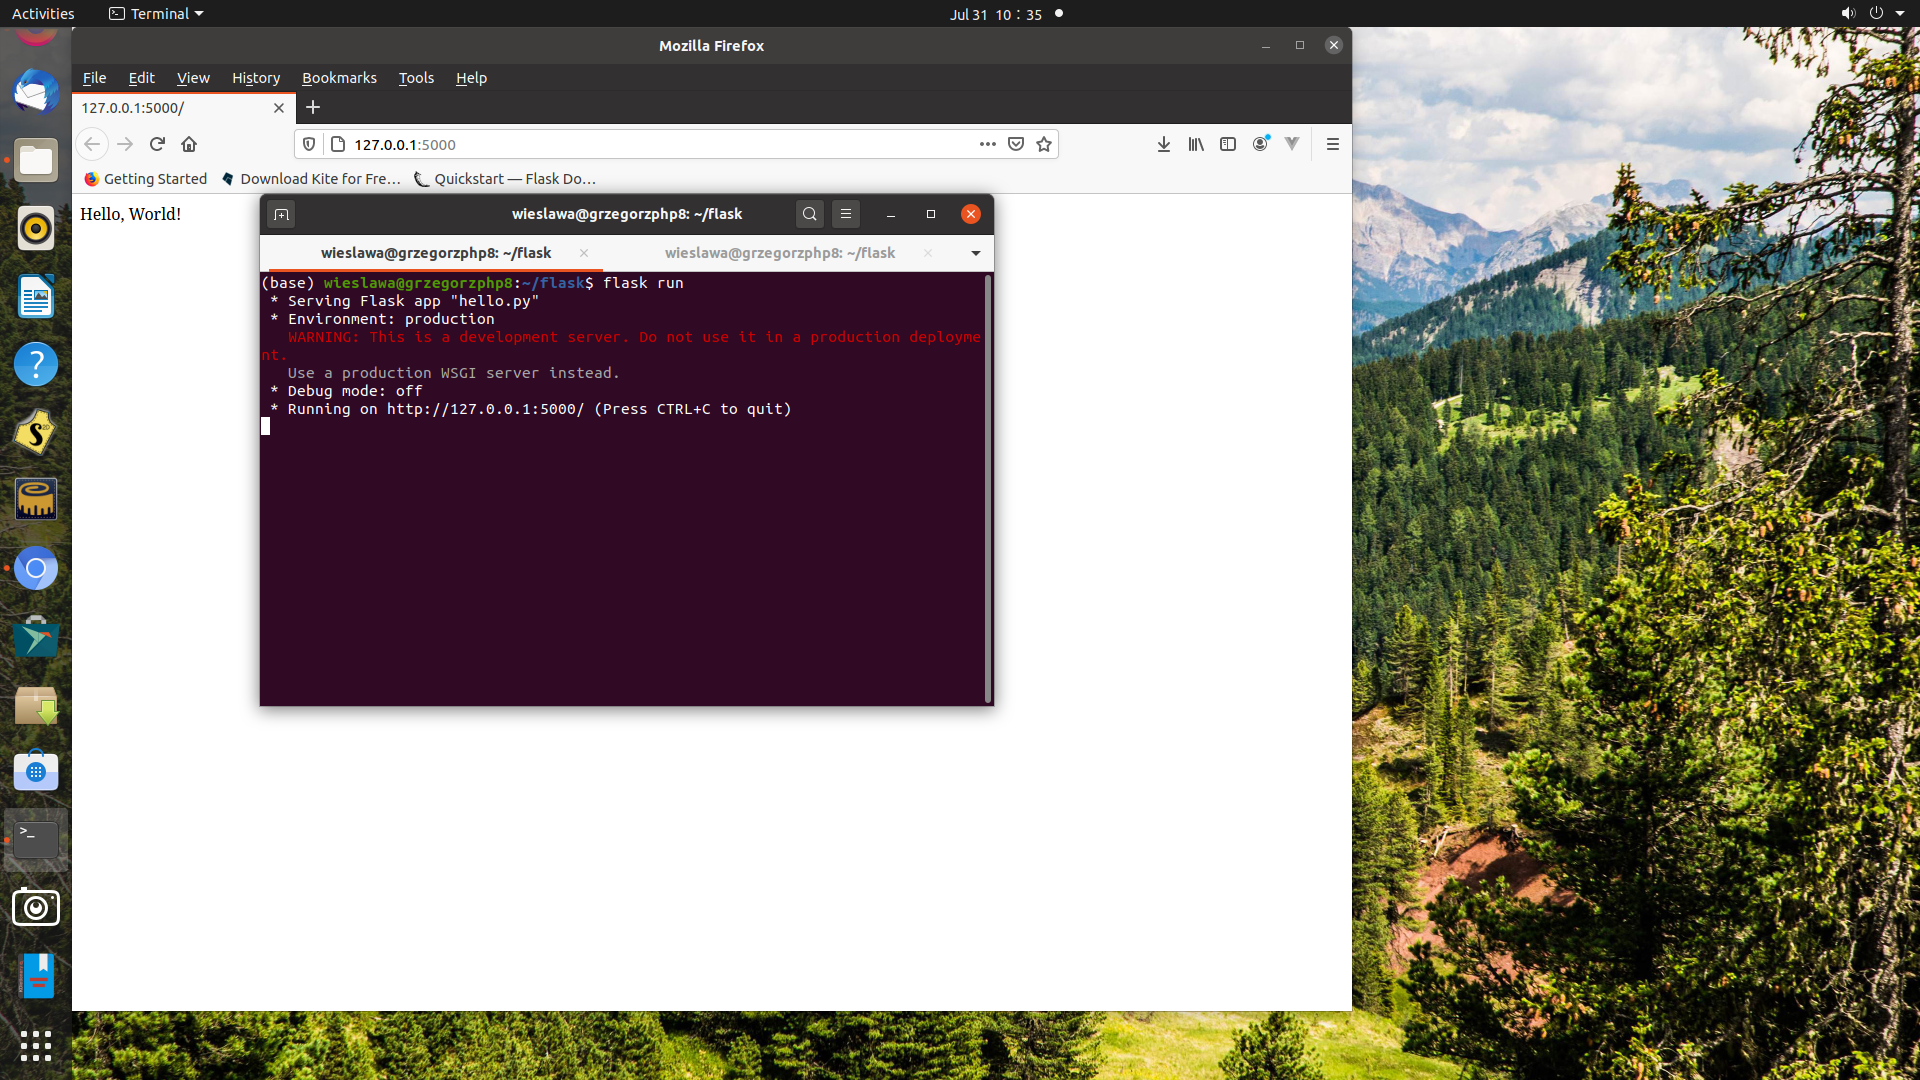 Activities Terminal Jul 31 10:35
Mozilla Firefox
File Edit View History Bookmarks Tools Help
127.0.0.1:5000/
127.0.0.1:5000
Getting Started Download Kite for Fre… Quickstart — Flask Do…
Hello, World!
wieslawa@grzegorzphp8: ~/flask
wieslawa@grzegorzphp8: ~/flask wieslawa@grzegorzphp8: ~/flask
(base) wieslawa@grzegorzphp8:~/flask$ flask run
* Serving Flask app "hello.py"
* Environment: production
WARNING: This is a development server. Do not use it in a production deployme
nt.
Use a production WSGI server instead.
* Debug mode: off
* Running on http://127.0.0.1:5000/ (Press CTRL+C to quit)